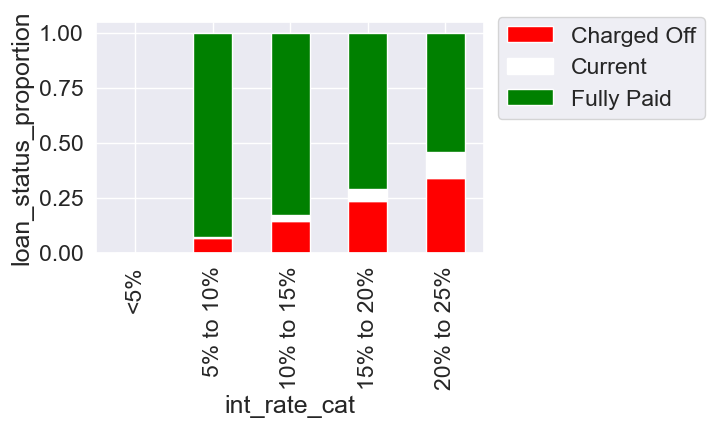 loan_status_proportion
1.00
0.75
0.50
0.25
0.00
<5%
5% to 10%
10% to 15%
15% to 20%
20% to 25%
int_rate_cat
Charged Off
Current
Fully Paid